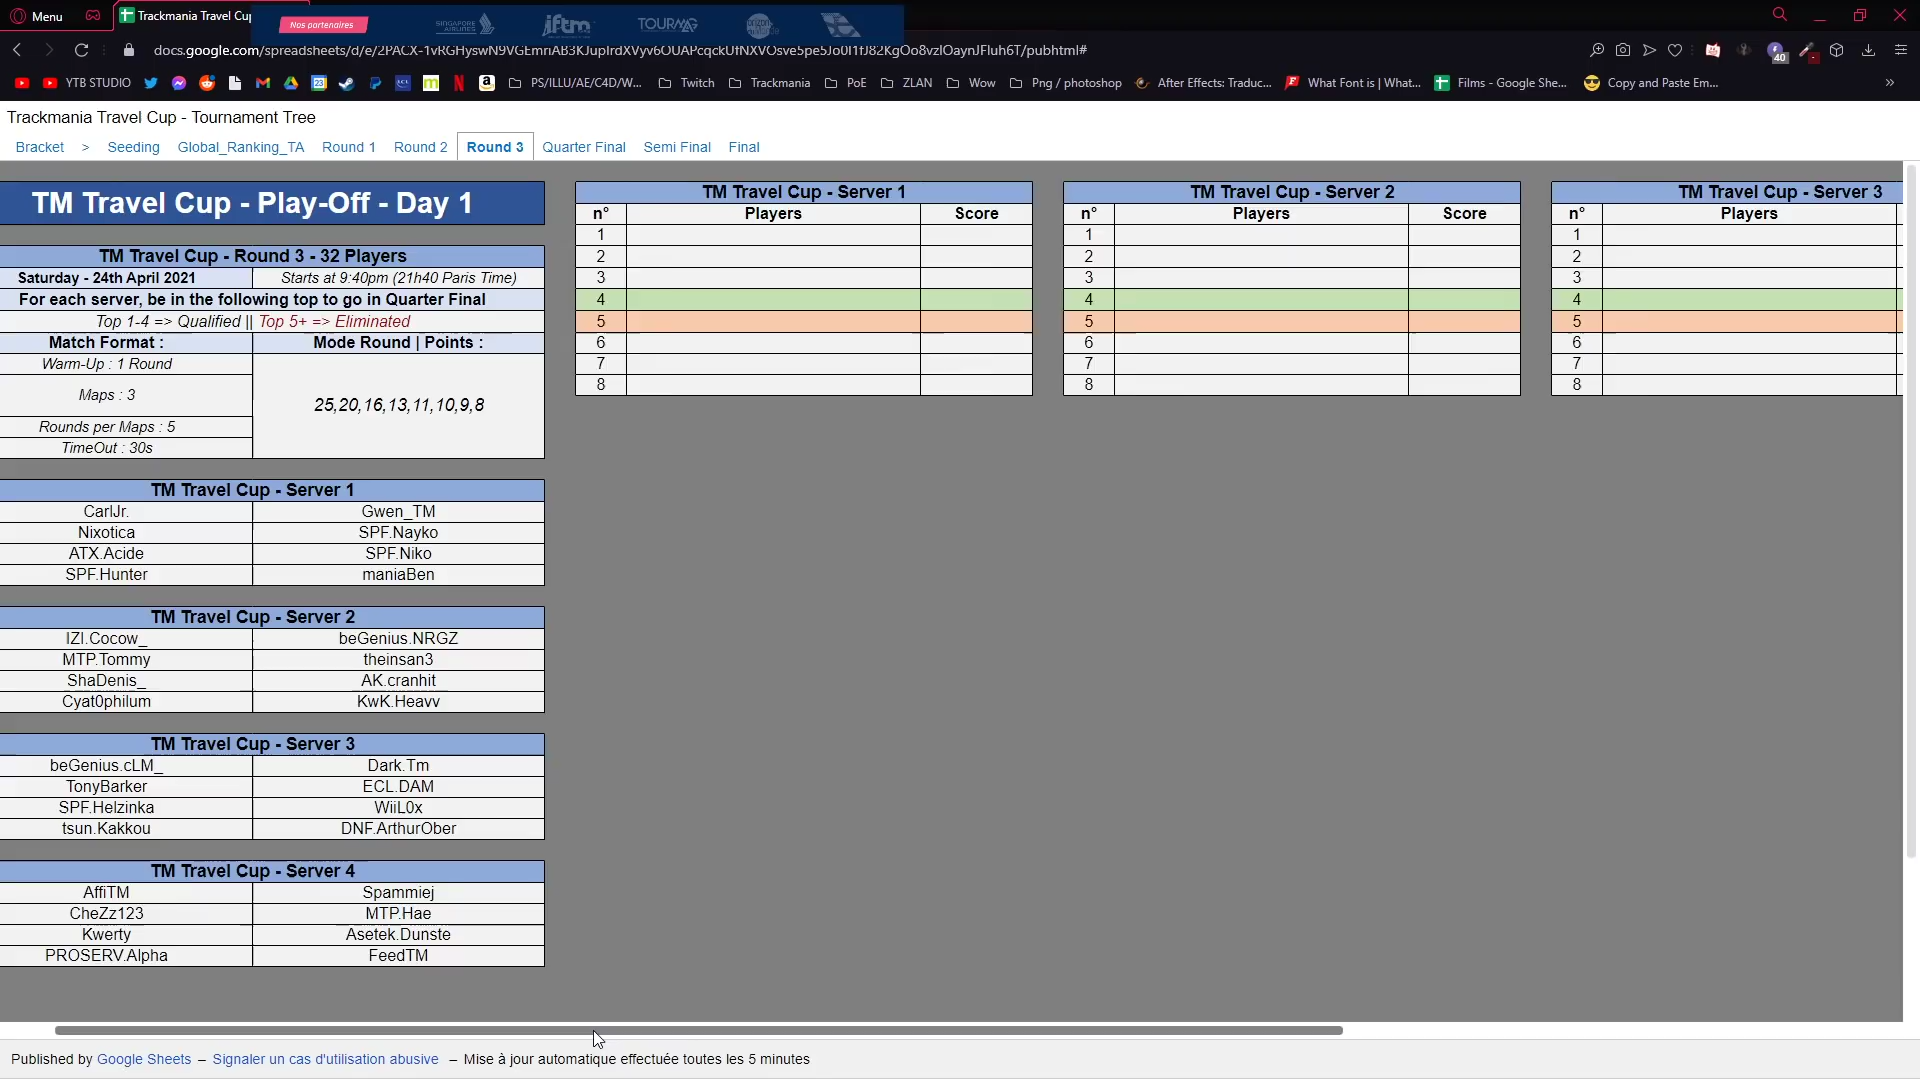 Menu
Trackmania Travel Cup
Nos partenaires
SINGAPORE AIRLINES
iftm
TOURMAG
YTB STUDIO
PS/ILLU/AE/C4D/W...
Twitch
Trackmania
PoE
ZLAN
Wow
Png / photoshop
After Effects: Traduc...
What Font is | What...
Films - Google She...
Copy and Paste Em...
»
40
Trackmania Travel Cup - Tournament Tree
Bracket > Seeding Global_Ranking_TA Round 1 Round 2 Round 3 Quarter Final Semi Final Final
TM Travel Cup - Play-Off - Day 1
TM Travel Cup - Round 3 - 32 Players
Saturday - 24th April 2021 Starts at 9:40pm (21h40 Paris Time)
For each server, be in the following top to go in Quarter Final
Top 1-4 => Qualified || Top 5+ => Eliminated
Match Format : Mode Round | Points :
Warm-Up : 1 Round
Maps : 3
25,20,16,13,11,10,9,8
Rounds per Maps : 5
TimeOut : 30s
TM Travel Cup - Server 1
CarlJr. Gwen_TM
Nixotica SPF.Nayko
ATX.Acide SPF.Niko
SPF.Hunter maniaBen
TM Travel Cup - Server 2
IZI.Cocow_ beGenius.NRGZ
MTP.Tommy theinsan3
ShaDenis_ AK.cranhit
Cyat0philum KwK.Heavv
TM Travel Cup - Server 3
beGenius.cLM_ Dark.Tm
TonyBarker ECL.DAM
SPF.Helzinka WiiL0x
tsun.Kakkou DNF.ArthurOber
TM Travel Cup - Server 4
AffiTM Spammiej
CheZz123 MTP.Hae
Kwerty Asetek.Dunste
PROSERV.Alpha FeedTM
TM Travel Cup - Server 1
n° Players Score
1
2
3
4
5
6
7
8
TM Travel Cup - Server 2
n° Players Score
1
2
3
4
5
6
7
8
TM Travel Cup - Server 3
n° Players
1
2
3
4
5
6
7
8
Published by Google Sheets – Signaler un cas d'utilisation abusive – Mise à jour automatique effectuée toutes les 5 minutes